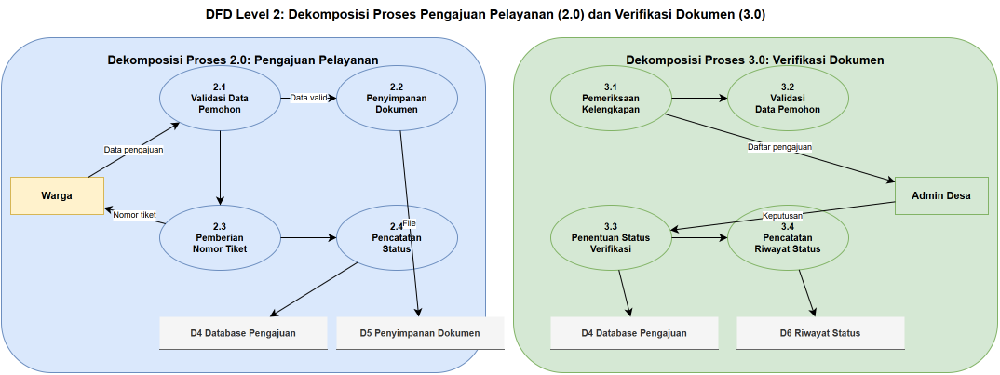 DFD Level 2: Dekomposisi Proses Pengajuan Pelayanan (2.0) dan Verifikasi Dokumen (3.0)
Dekomposisi Proses 2.0: Pengajuan Pelayanan
2.1
Validasi Data
Pemohon
Data valid
2.2
Penyimpanan
Dokumen
Data pengajuan
Warga
Nomor tiket
2.3
Pemberian
Nomor Tiket
2.4
Pencatatan
Status
File
D4 Database Pengajuan
D5 Penyimpanan Dokumen
Dekomposisi Proses 3.0: Verifikasi Dokumen
3.1
Pemeriksaan
Kelengkapan
3.2
Validasi
Data Pemohon
Daftar pengajuan
Admin Desa
Keputusan
3.3
Penentuan Status
Verifikasi
3.4
Pencatatan
Riwayat Status
D4 Database Pengajuan
D6 Riwayat Status